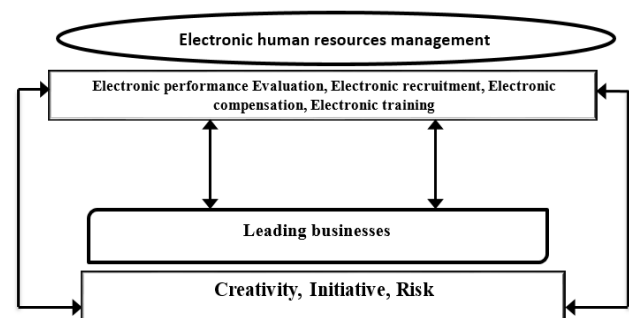 Electronic human resources management
Electronic performance Evaluation, Electronic recruitment, Electronic
compensation, Electronic training
Leading businesses
Creativity, Initiative, Risk